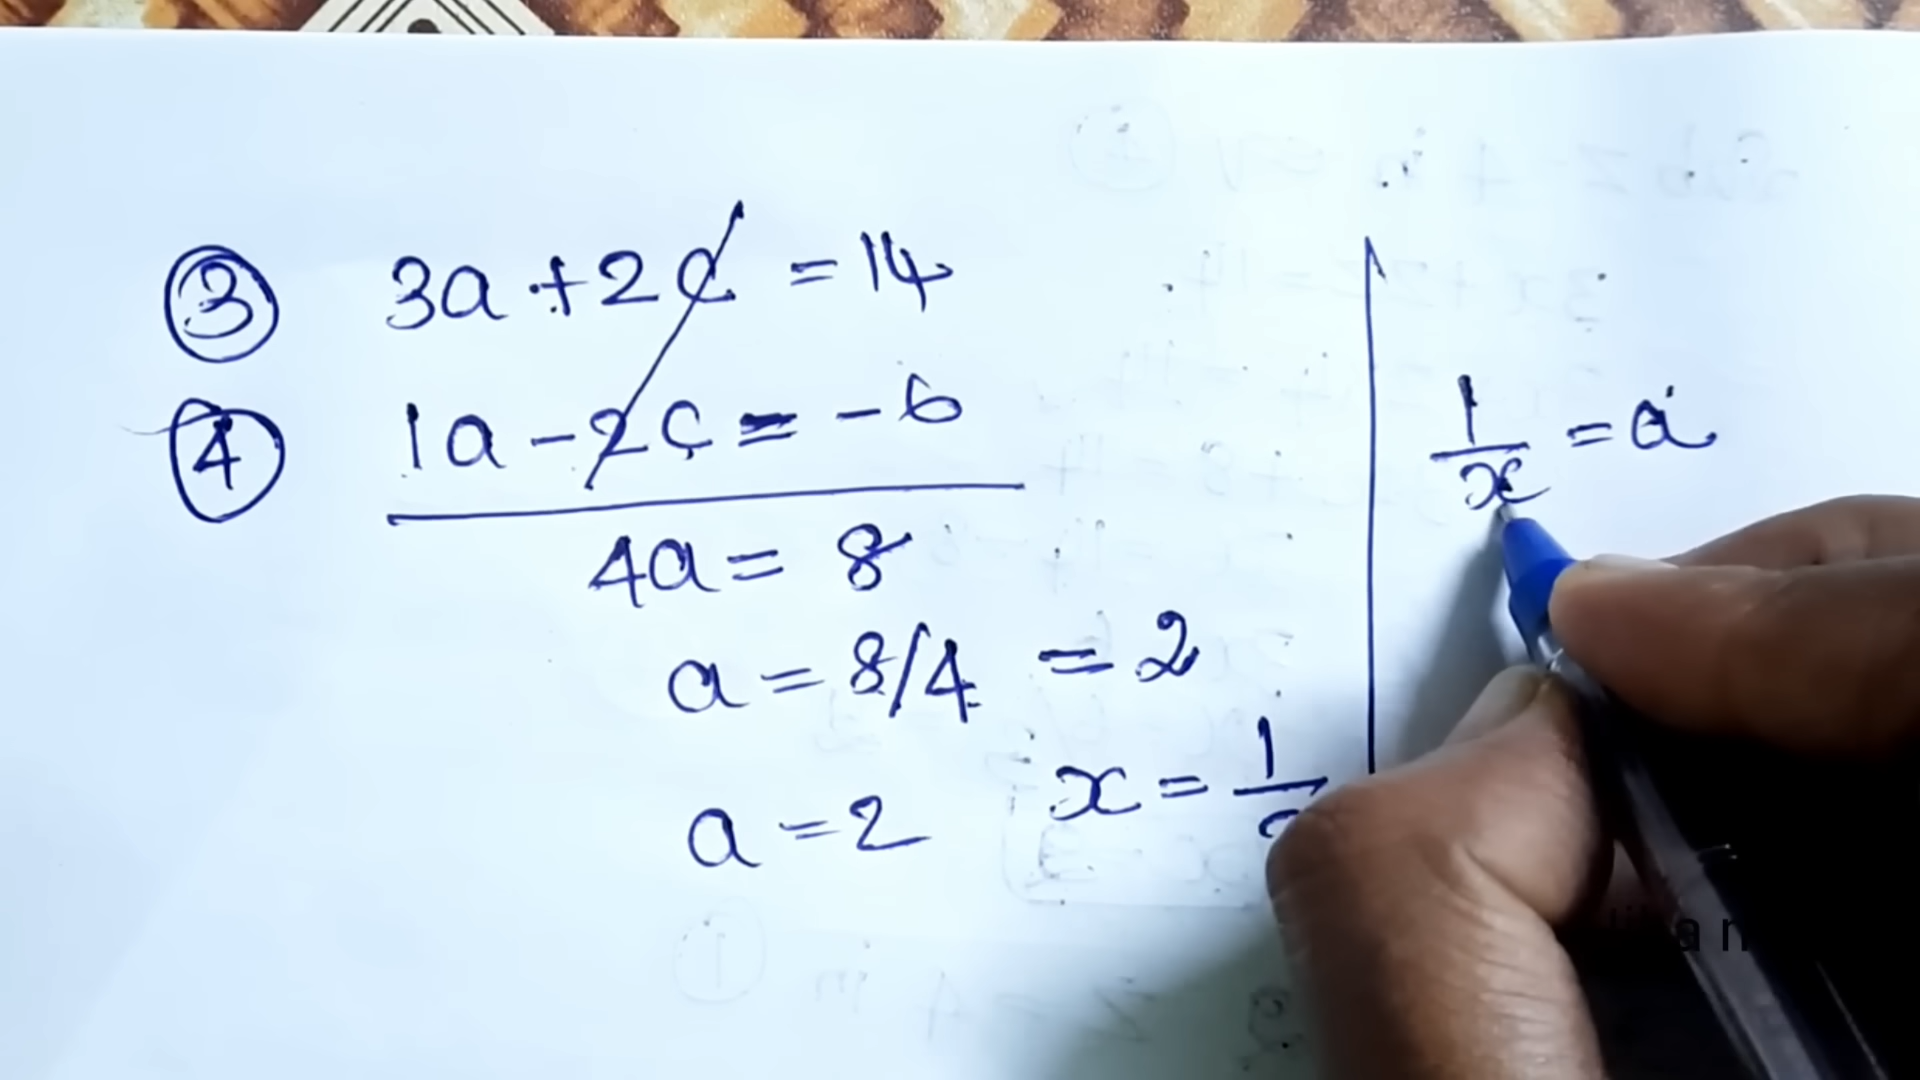 ③ 3a + 2c = 14
④ 1a - 2c = -6
4a = 8
a = 8/4 = 2
a = 2 x = 1/
1/x = a